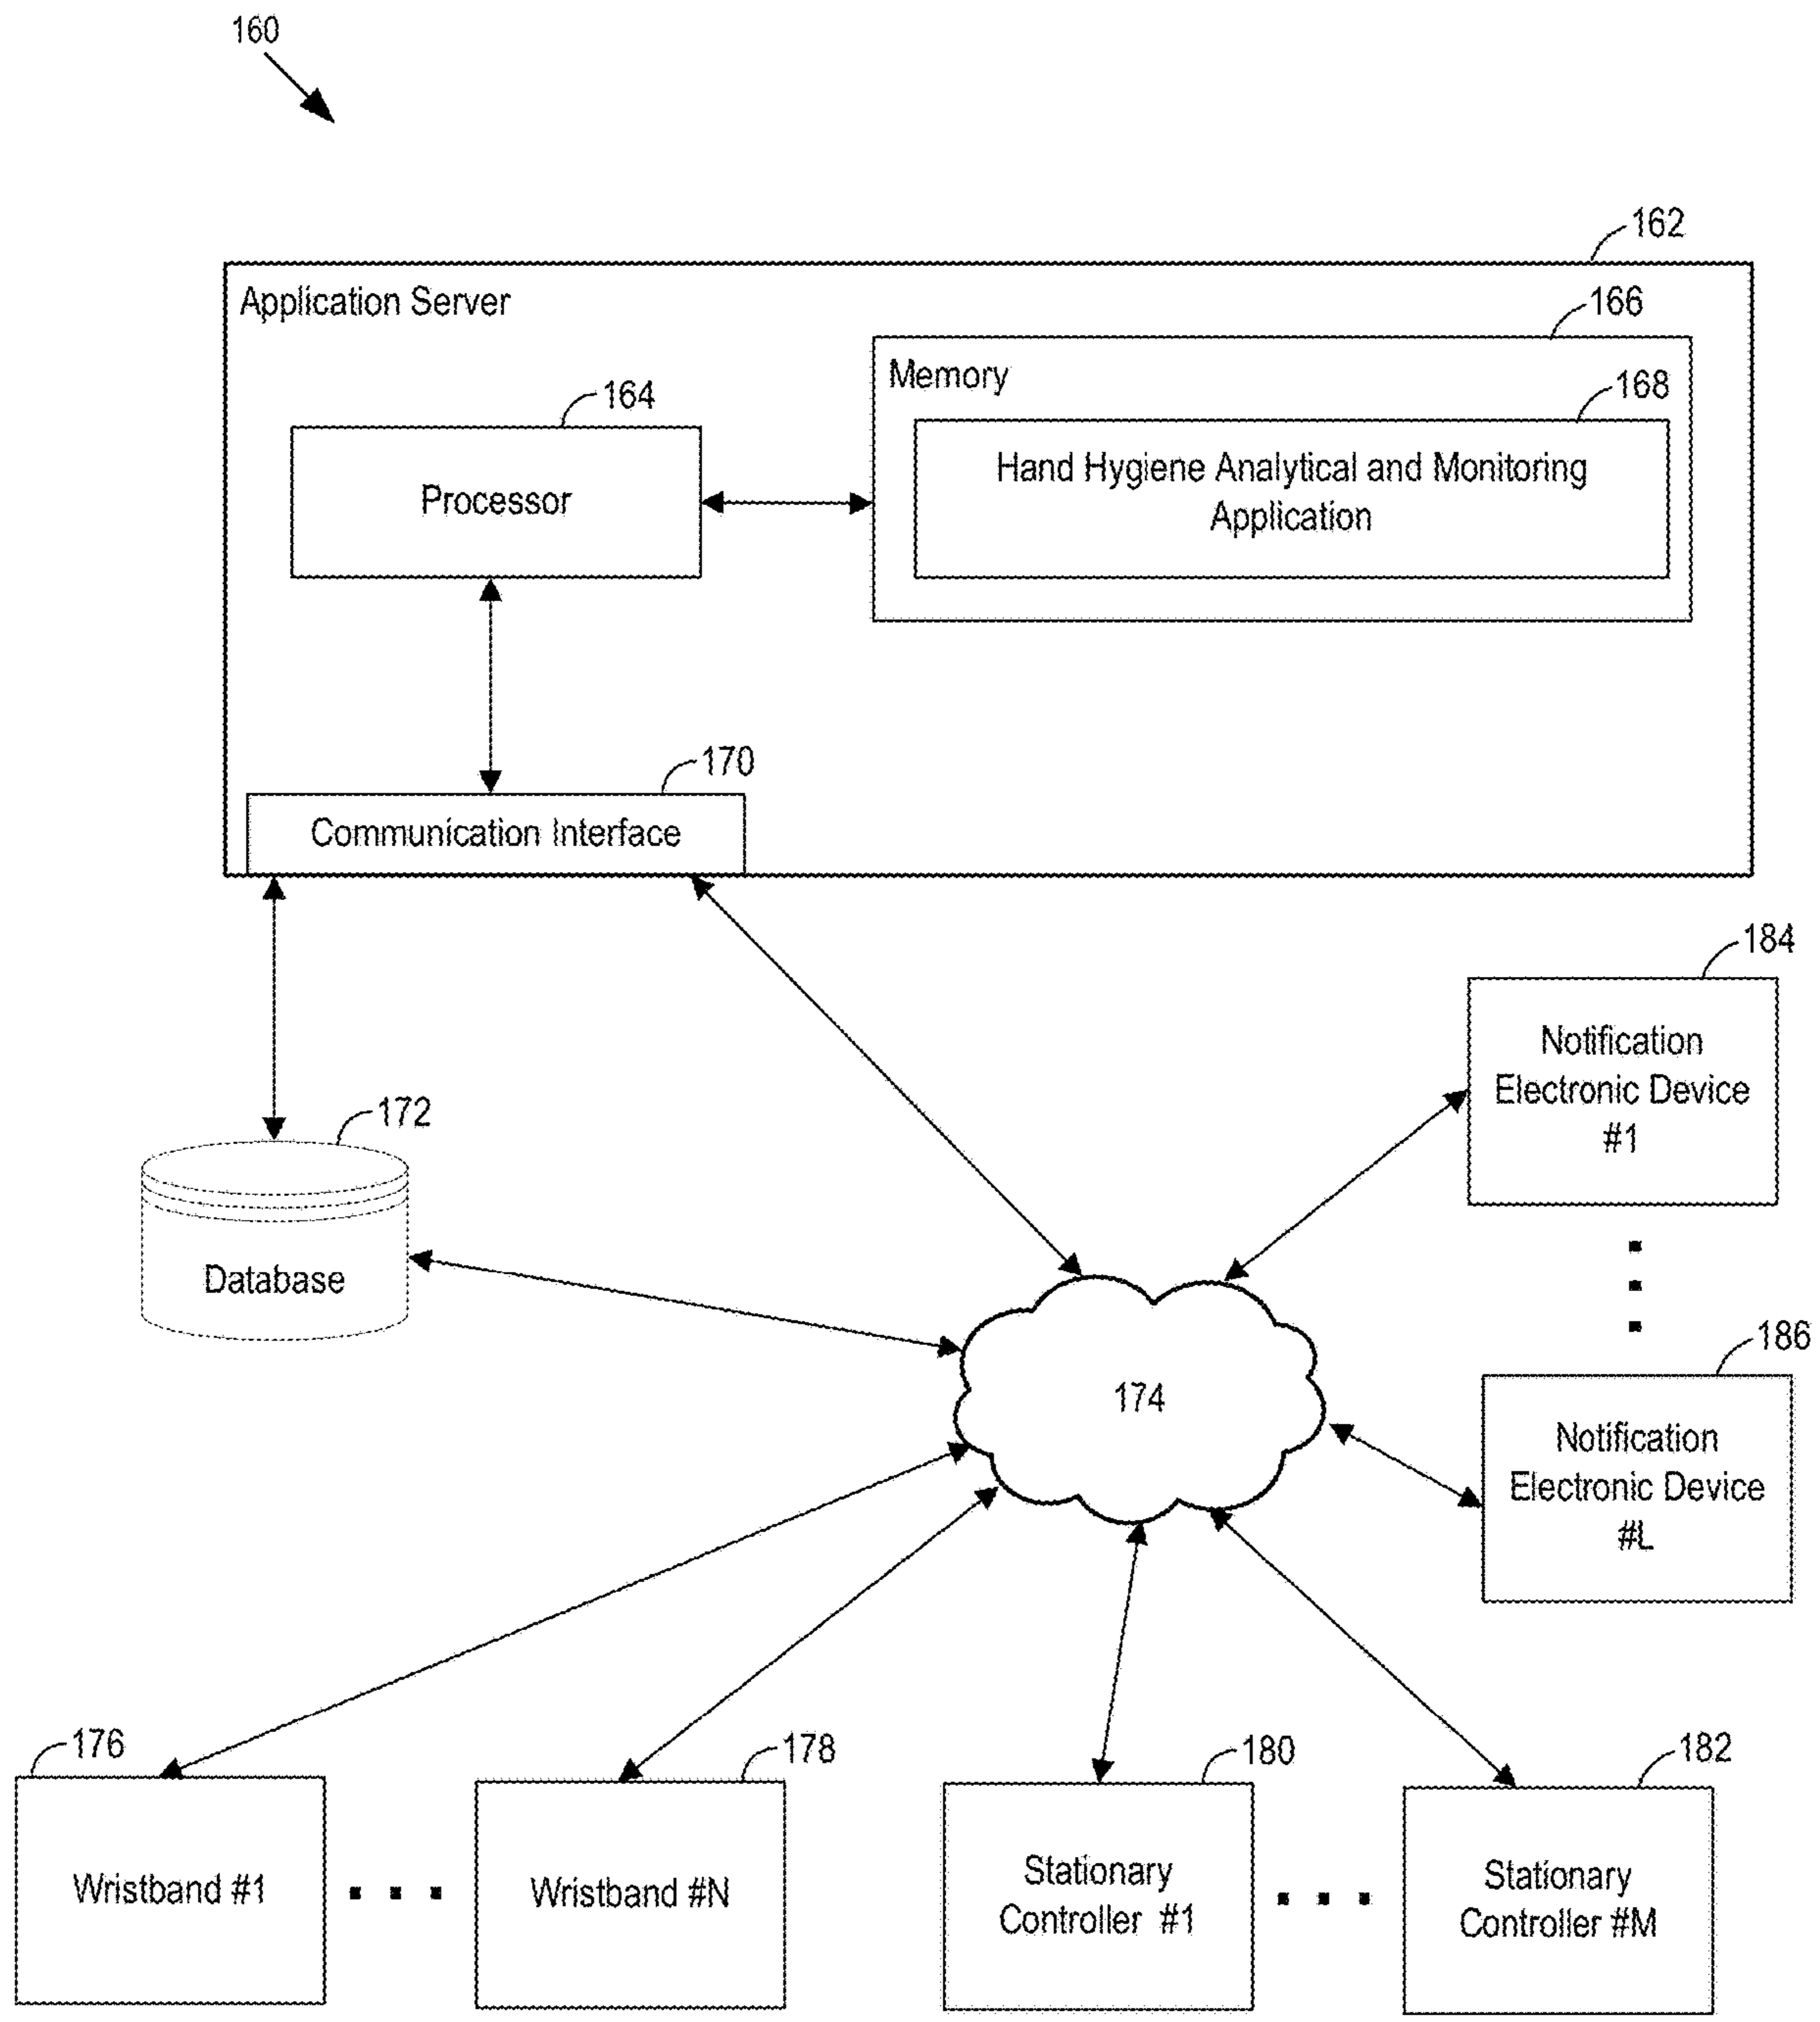 160
162
Application Server
166
Memory
164
168
Processor
Hand Hygiene Analytical and Monitoring
Application
170
Communication Interface
184
Notification
Electronic Device
#1
172
Database
186
174
Notification
Electronic Device
#L
176
178
180
182
Wristband #1
Wristband #N
Stationary
Controller #1
Stationary
Controller #M